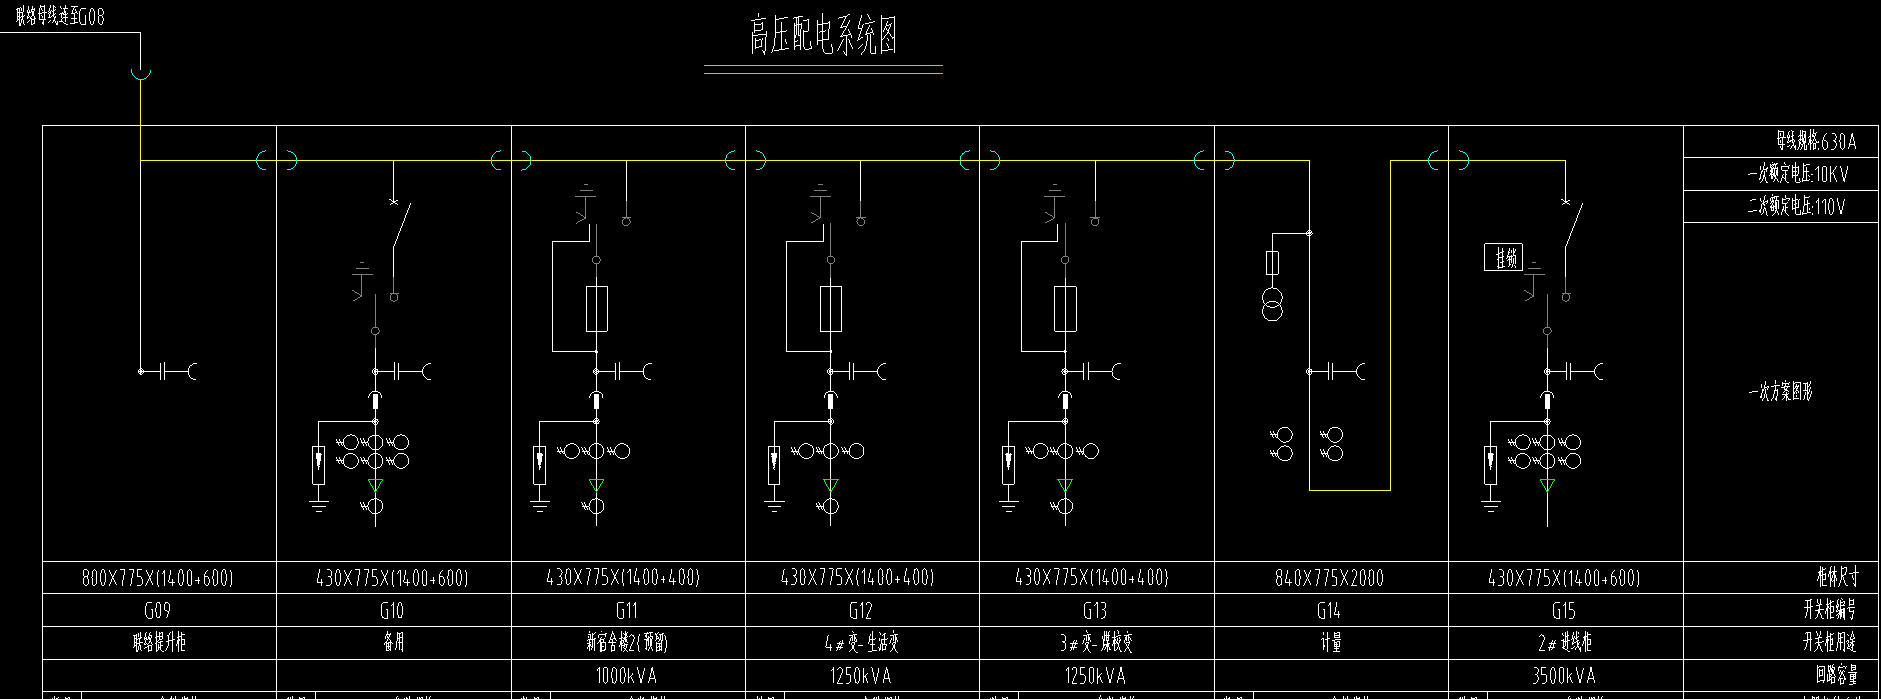 联络母线连至G08
高压配电系统图
母线规格:630A
一次额定电压:10KV
二次额定电压:110V
挂锁
一次方案图形
800X775X(1400+600) 430X775X(1400+600) 430X775X(1400+400) 430X775X(1400+400) 430X775X(1400+400) 840X775X2000 430X775X(1400+600) 柜体尺寸
G09 G10 G11 G12 G13 G14 G15 开关柜编号
联络提升柜 备用 新宿舍楼2(预留) 4#变-生活变 3#变-煤校变 计量 2#进线柜 开关柜用途
1000kVA 1250kVA 1250kVA 3500kVA 回路容量